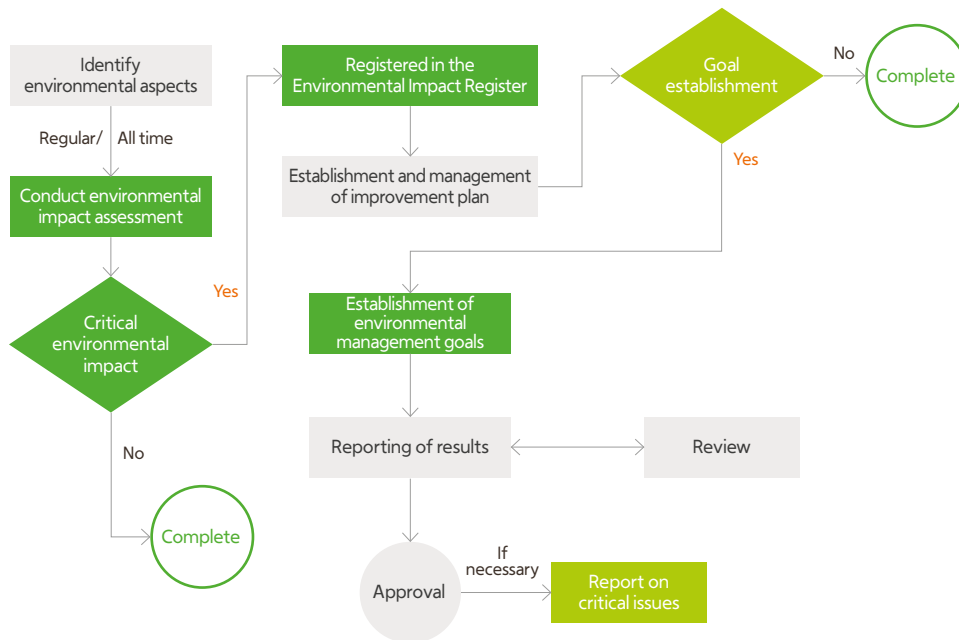 Identify
environmental aspects
Regular/ All time
Conduct environmental
impact assessment
Critical
environmental
impact
Yes
No
Complete
Registered in the
Environmental Impact Register
Establishment and management
of improvement plan
Goal
establishment
No
Complete
Yes
Establishment of
environmental
management goals
Reporting of results
Review
Approval
If
necessary
Report on
critical issues